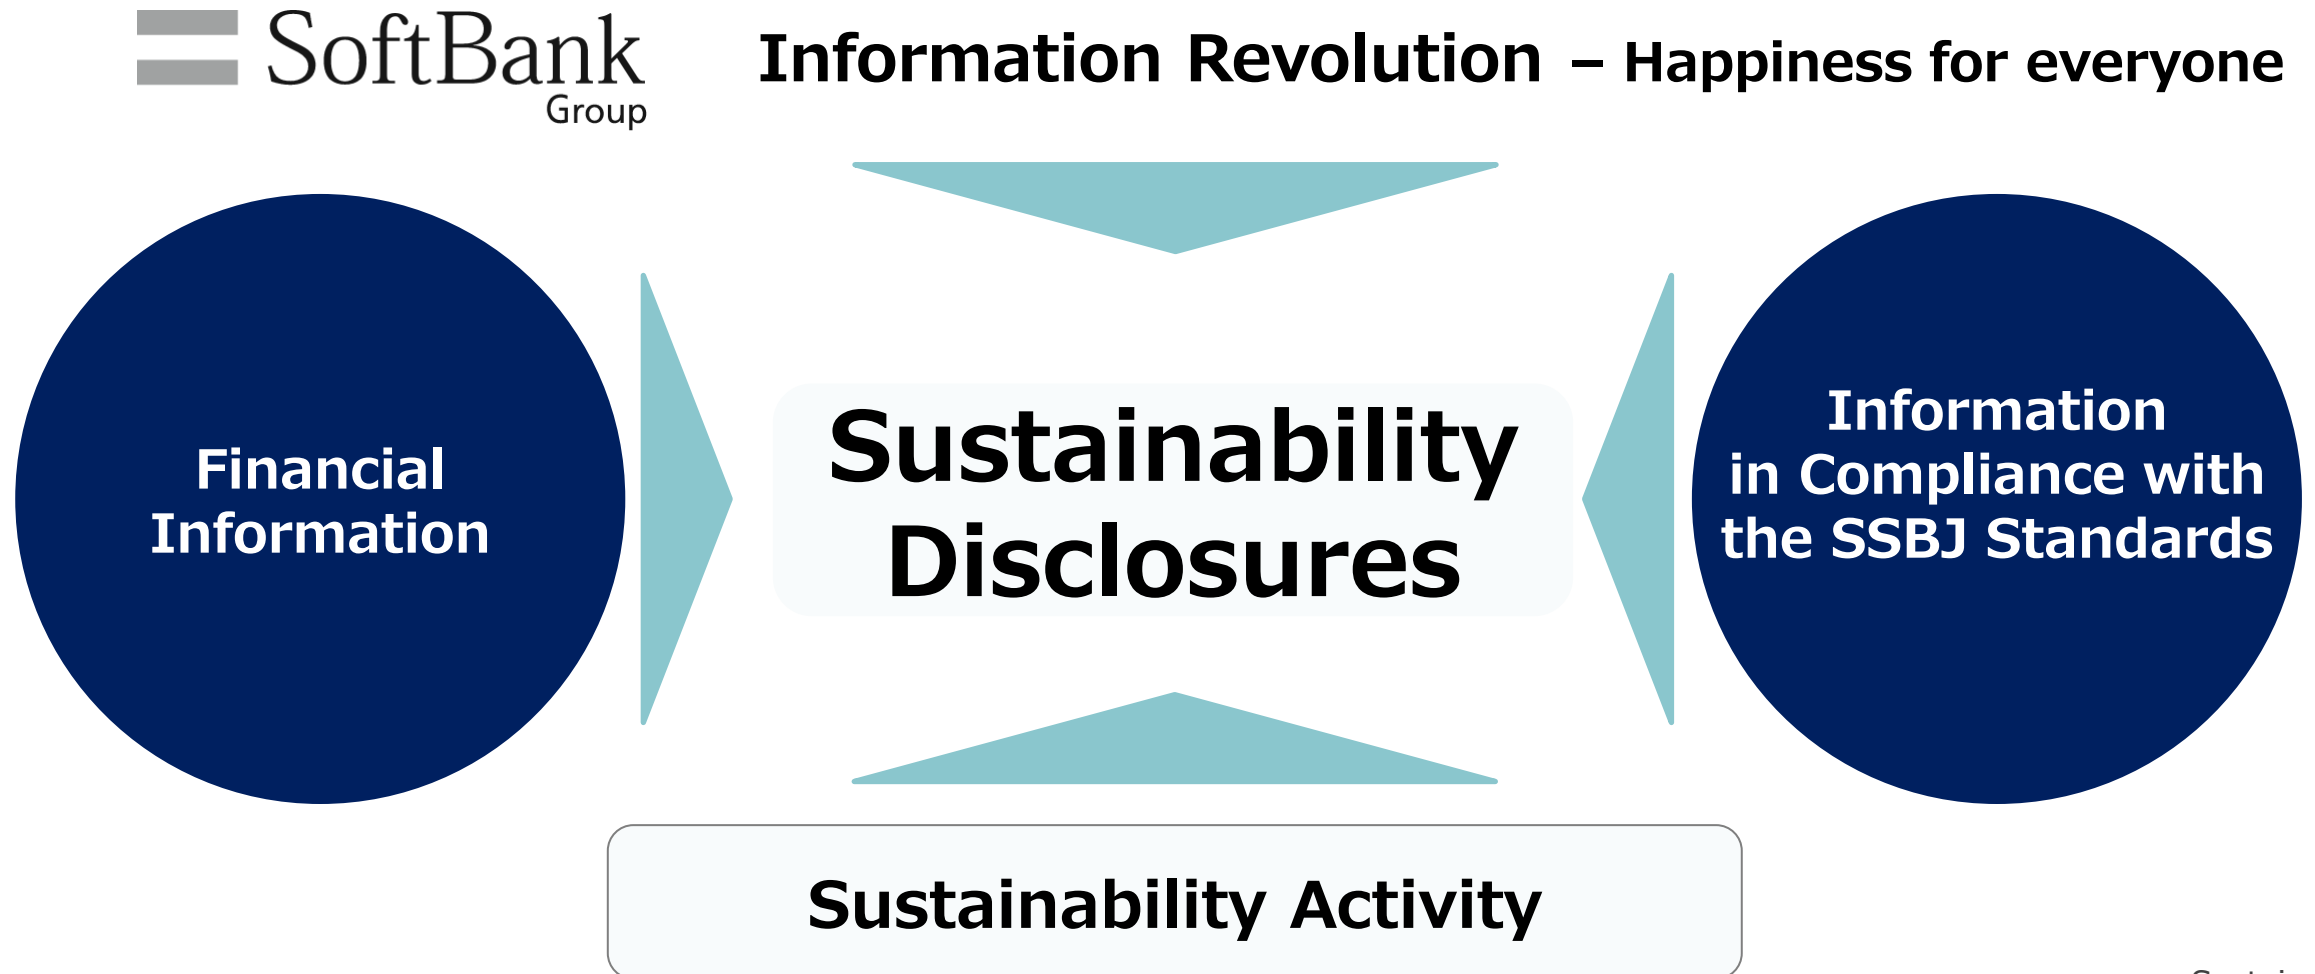 SoftBank
Group
Information Revolution – Happiness for everyone
Financial
Information
Sustainability
Disclosures
Information
in Compliance with
the SSBJ Standards
Sustainability Activity